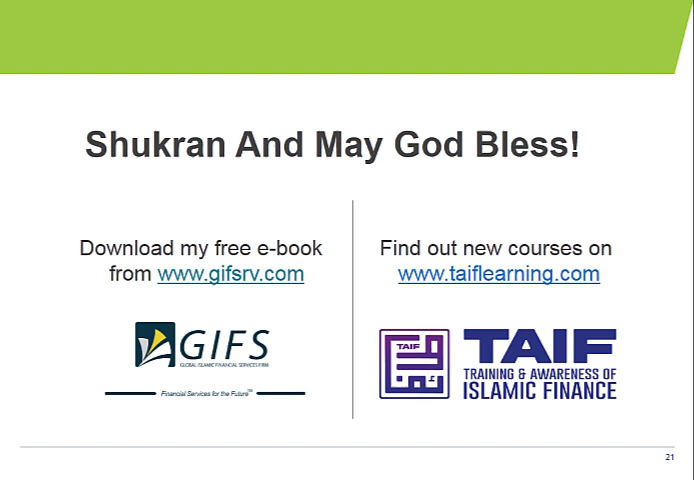 Shukran And May God Bless!
Download my free e-book
from www.gifsrv.com
GIFS
GLOBAL ISLAMIC FINANCIAL SERVICES FIRM
Financial Services for the Future™
Find out new courses on
www.taiflearning.com
TAIF
TAIF
TRAINING & AWARENESS OF
ISLAMIC FINANCE
21